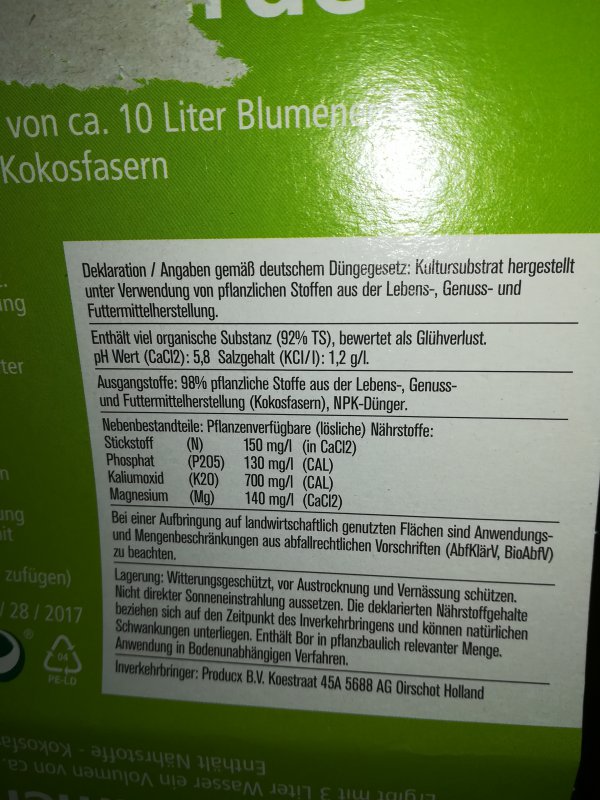 von ca. 10 Liter Blumen
Kokosfasern
Deklaration / Angaben gemäß deutschem Düngegesetz: Kultursubstrat hergestellt
unter Verwendung von pflanzlichen Stoffen aus der Lebens-, Genuss- und
Futtermittelherstellung.
Enthält viel organische Substanz (92% TS), bewertet als Glühverlust.
pH Wert (CaCl2): 5,8 Salzgehalt (KCl/l): 1,2 g/l.
Ausgangstoffe: 98% pflanzliche Stoffe aus der Lebens-, Genuss-
und Futtermittelherstellung (Kokosfasern), NPK-Dünger.
Nebenbestandteile: Pflanzenverfügbare (lösliche) Nährstoffe:
Stickstoff (N) 150 mg/l (in CaCl2)
Phosphat (P2O5) 130 mg/l (CAL)
Kaliumoxid (K2O) 700 mg/l (CAL)
Magnesium (Mg) 140 mg/l (CaCl2)
Bei einer Aufbringung auf landwirtschaftlich genutzten Flächen sind Anwendungs-
und Mengenbeschränkungen aus abfallrechtlichen Vorschriften (AbfKlärV, BioAbfV)
zu beachten.
Lagerung: Witterungsgeschützt, vor Austrocknung und Vernässung schützen.
Nicht direkter Sonneneinstrahlung aussetzen. Die deklarierten Nährstoffgehalte
beziehen sich auf den Zeitpunkt des Inverkehrbringens und können natürlichen
Schwankungen unterliegen. Enthält Bor in pflanzbaulich relevanter Menge.
Anwendung in Bodenunabhängigen Verfahren.
Inverkehrbringer: Producx B.V. Koestraat 45A 5688 AG Oirschot Holland
zufügen)
/ 28 / 2017
®
04
PE-LD
Enthält Nährstoffe - Kokosfas
Ergibt mit 3 Liter Wasser ein Volumen von ca.